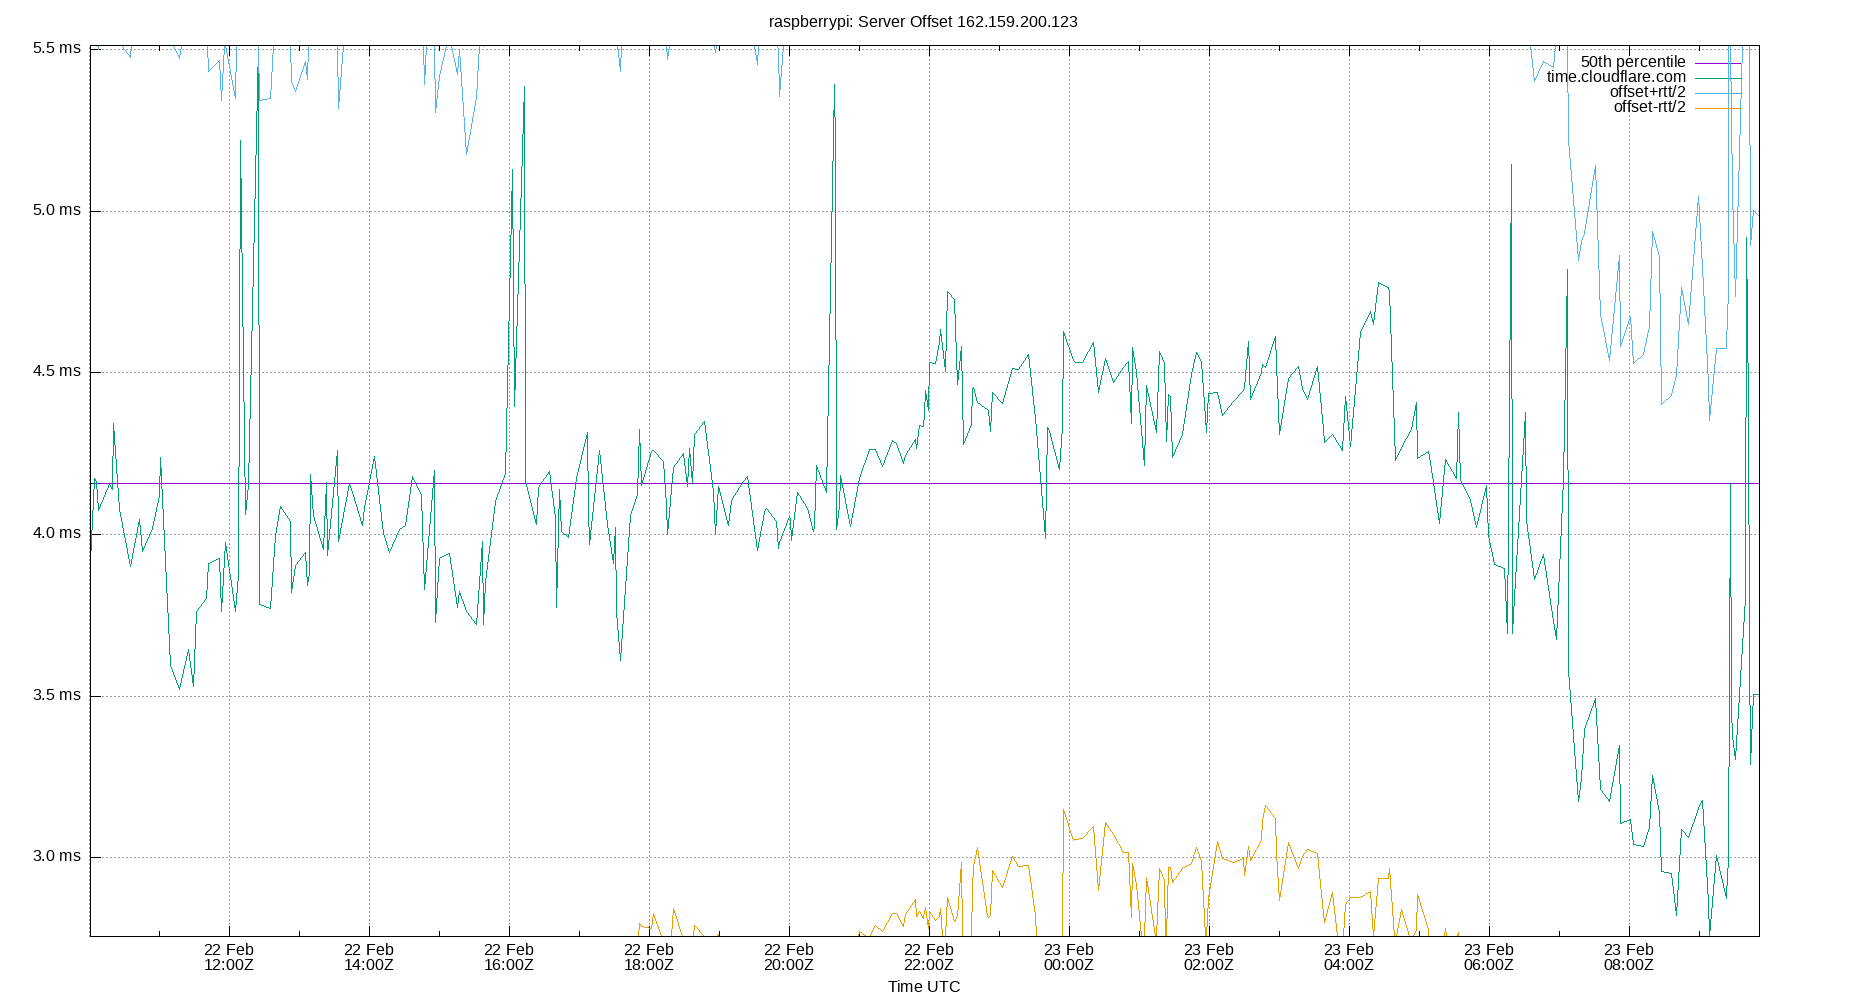 raspberrypi: Server Offset 162.159.200.123
5.5 ms
5.0 ms
4.5 ms
4.0 ms
3.5 ms
3.0 ms
50th percentile
time.cloudflare.com
offset+rtt/2
offset-rtt/2
22 Feb 22 Feb 22 Feb 22 Feb 22 Feb 22 Feb 23 Feb 23 Feb 23 Feb 23 Feb 23 Feb
12:00Z 14:00Z 16:00Z 18:00Z 20:00Z 22:00Z 00:00Z 02:00Z 04:00Z 06:00Z 08:00Z
Time UTC